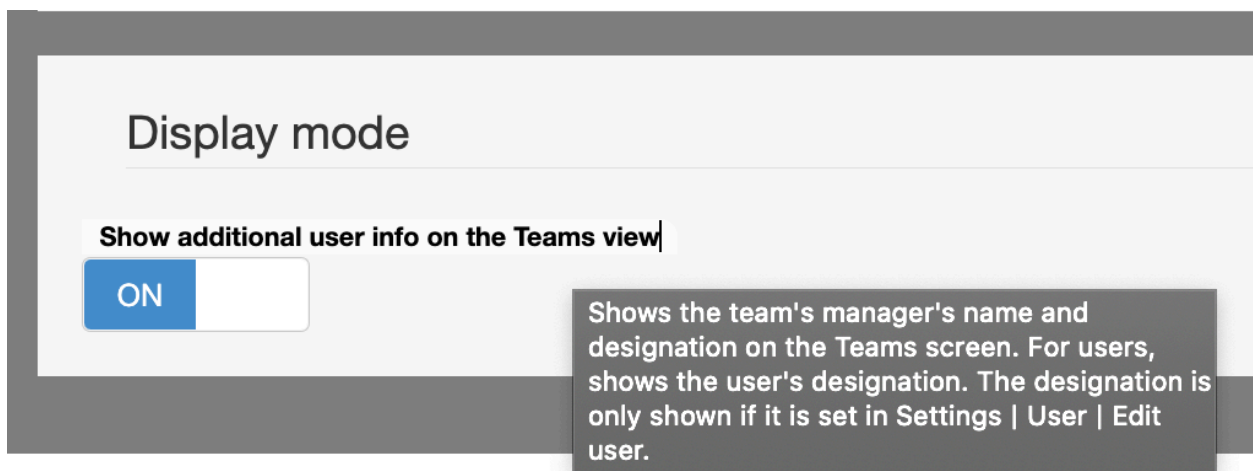 Display mode
Show additional user info on the Teams view
ON
Shows the team's manager's name and
designation on the Teams screen. For users,
shows the user's designation. The designation is
only shown if it is set in Settings | User | Edit
user.